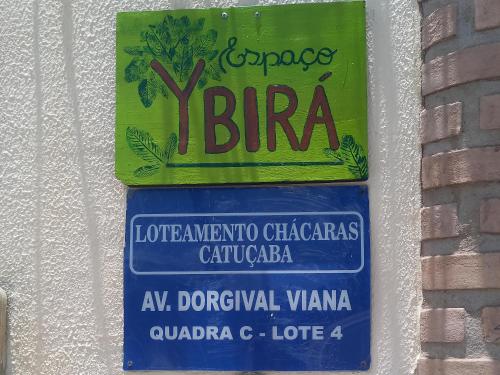 Espaço
YBIRÁ
LOTEAMENTO CHÁCARAS
CATUÇABA
AV. DORGIVAL VIANA
QUADRA C - LOTE 4